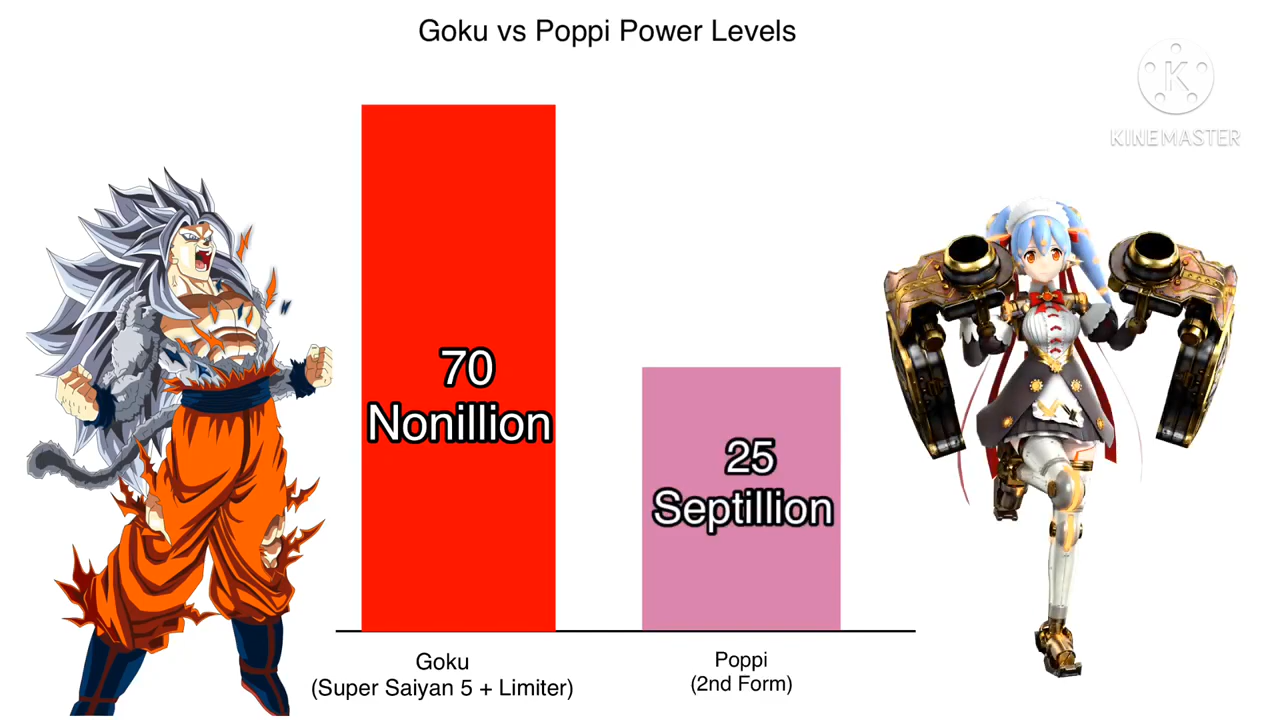 Goku vs Poppi Power Levels
K
KINEMASTER
70
Nonillion
25
Septillion
Goku
(Super Saiyan 5 + Limiter)
Poppi
(2nd Form)